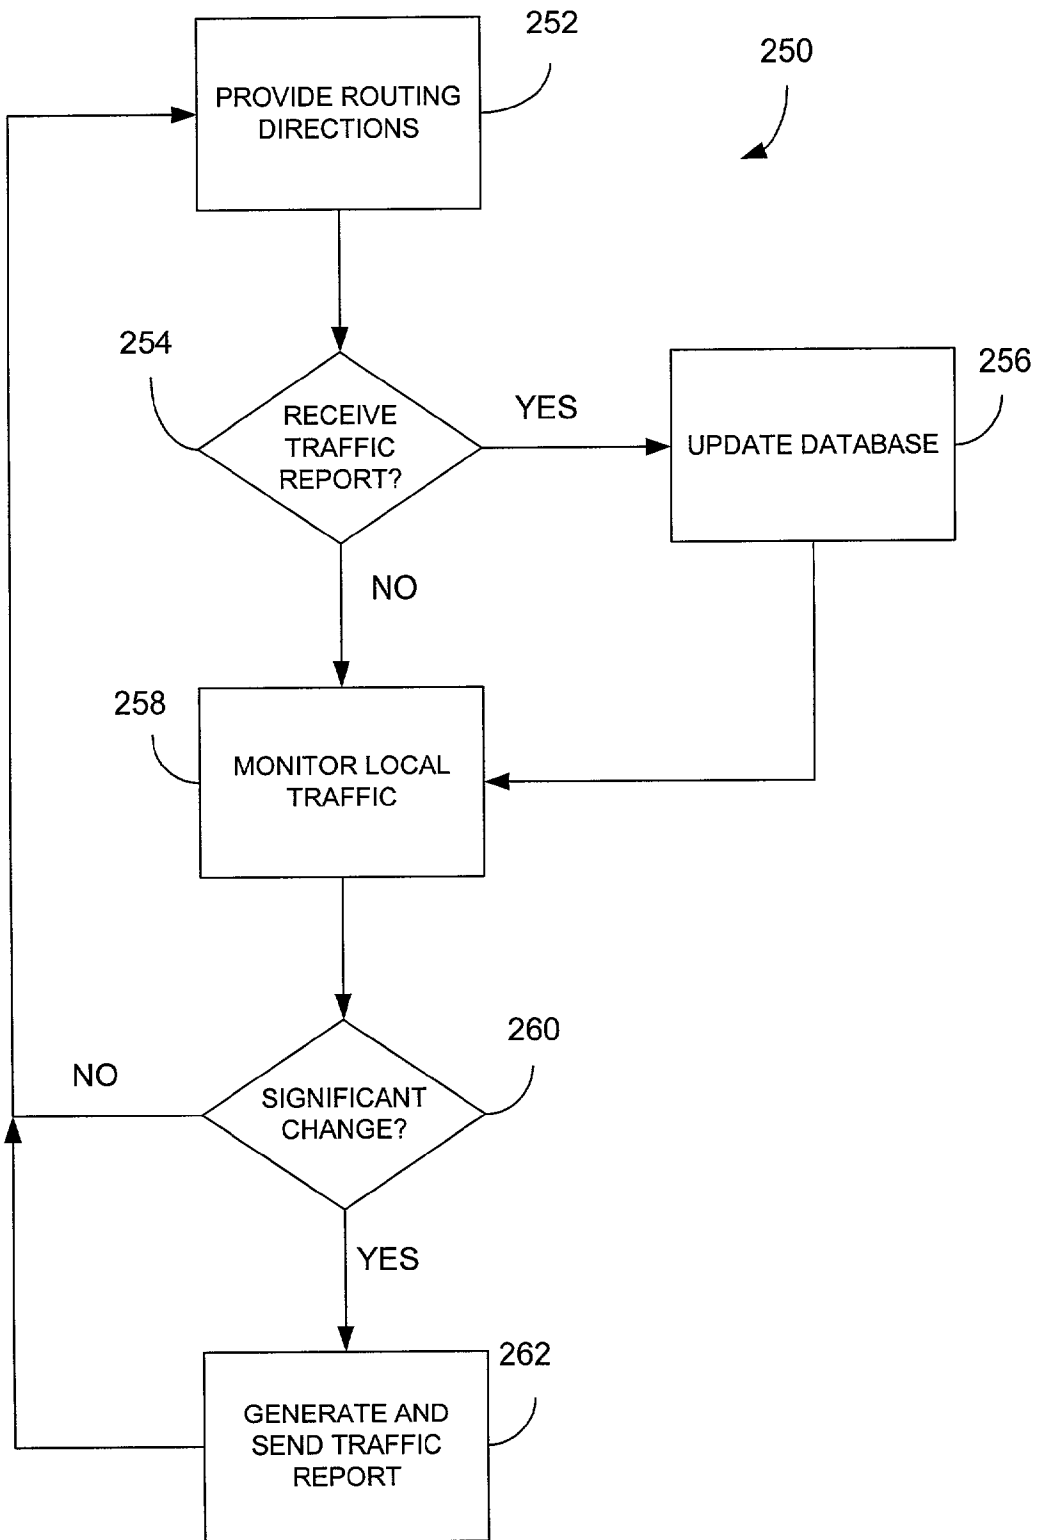 252
250
PROVIDE ROUTING
DIRECTIONS
254
RECEIVE
TRAFFIC
REPORT?
YES
UPDATE DATABASE
256
NO
258
MONITOR LOCAL
TRAFFIC
260
NO
SIGNIFICANT
CHANGE?
YES
262
GENERATE AND
SEND TRAFFIC
REPORT